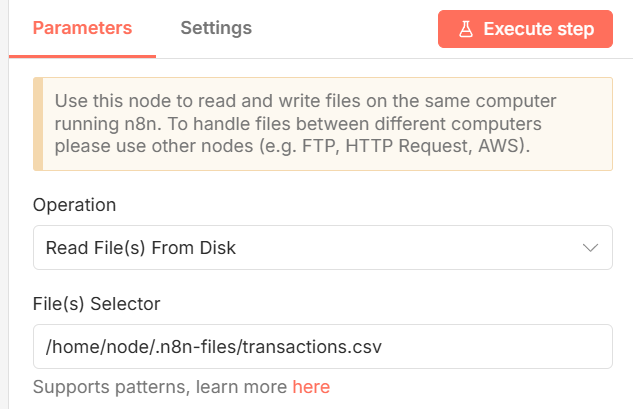 Parameters
Settings
Execute step
Use this node to read and write files on the same computer
running n8n. To handle files between different computers
please use other nodes (e.g. FTP, HTTP Request, AWS).
Operation
Read File(s) From Disk
File(s) Selector
/home/node/.n8n-files/transactions.csv
Supports patterns, learn more here